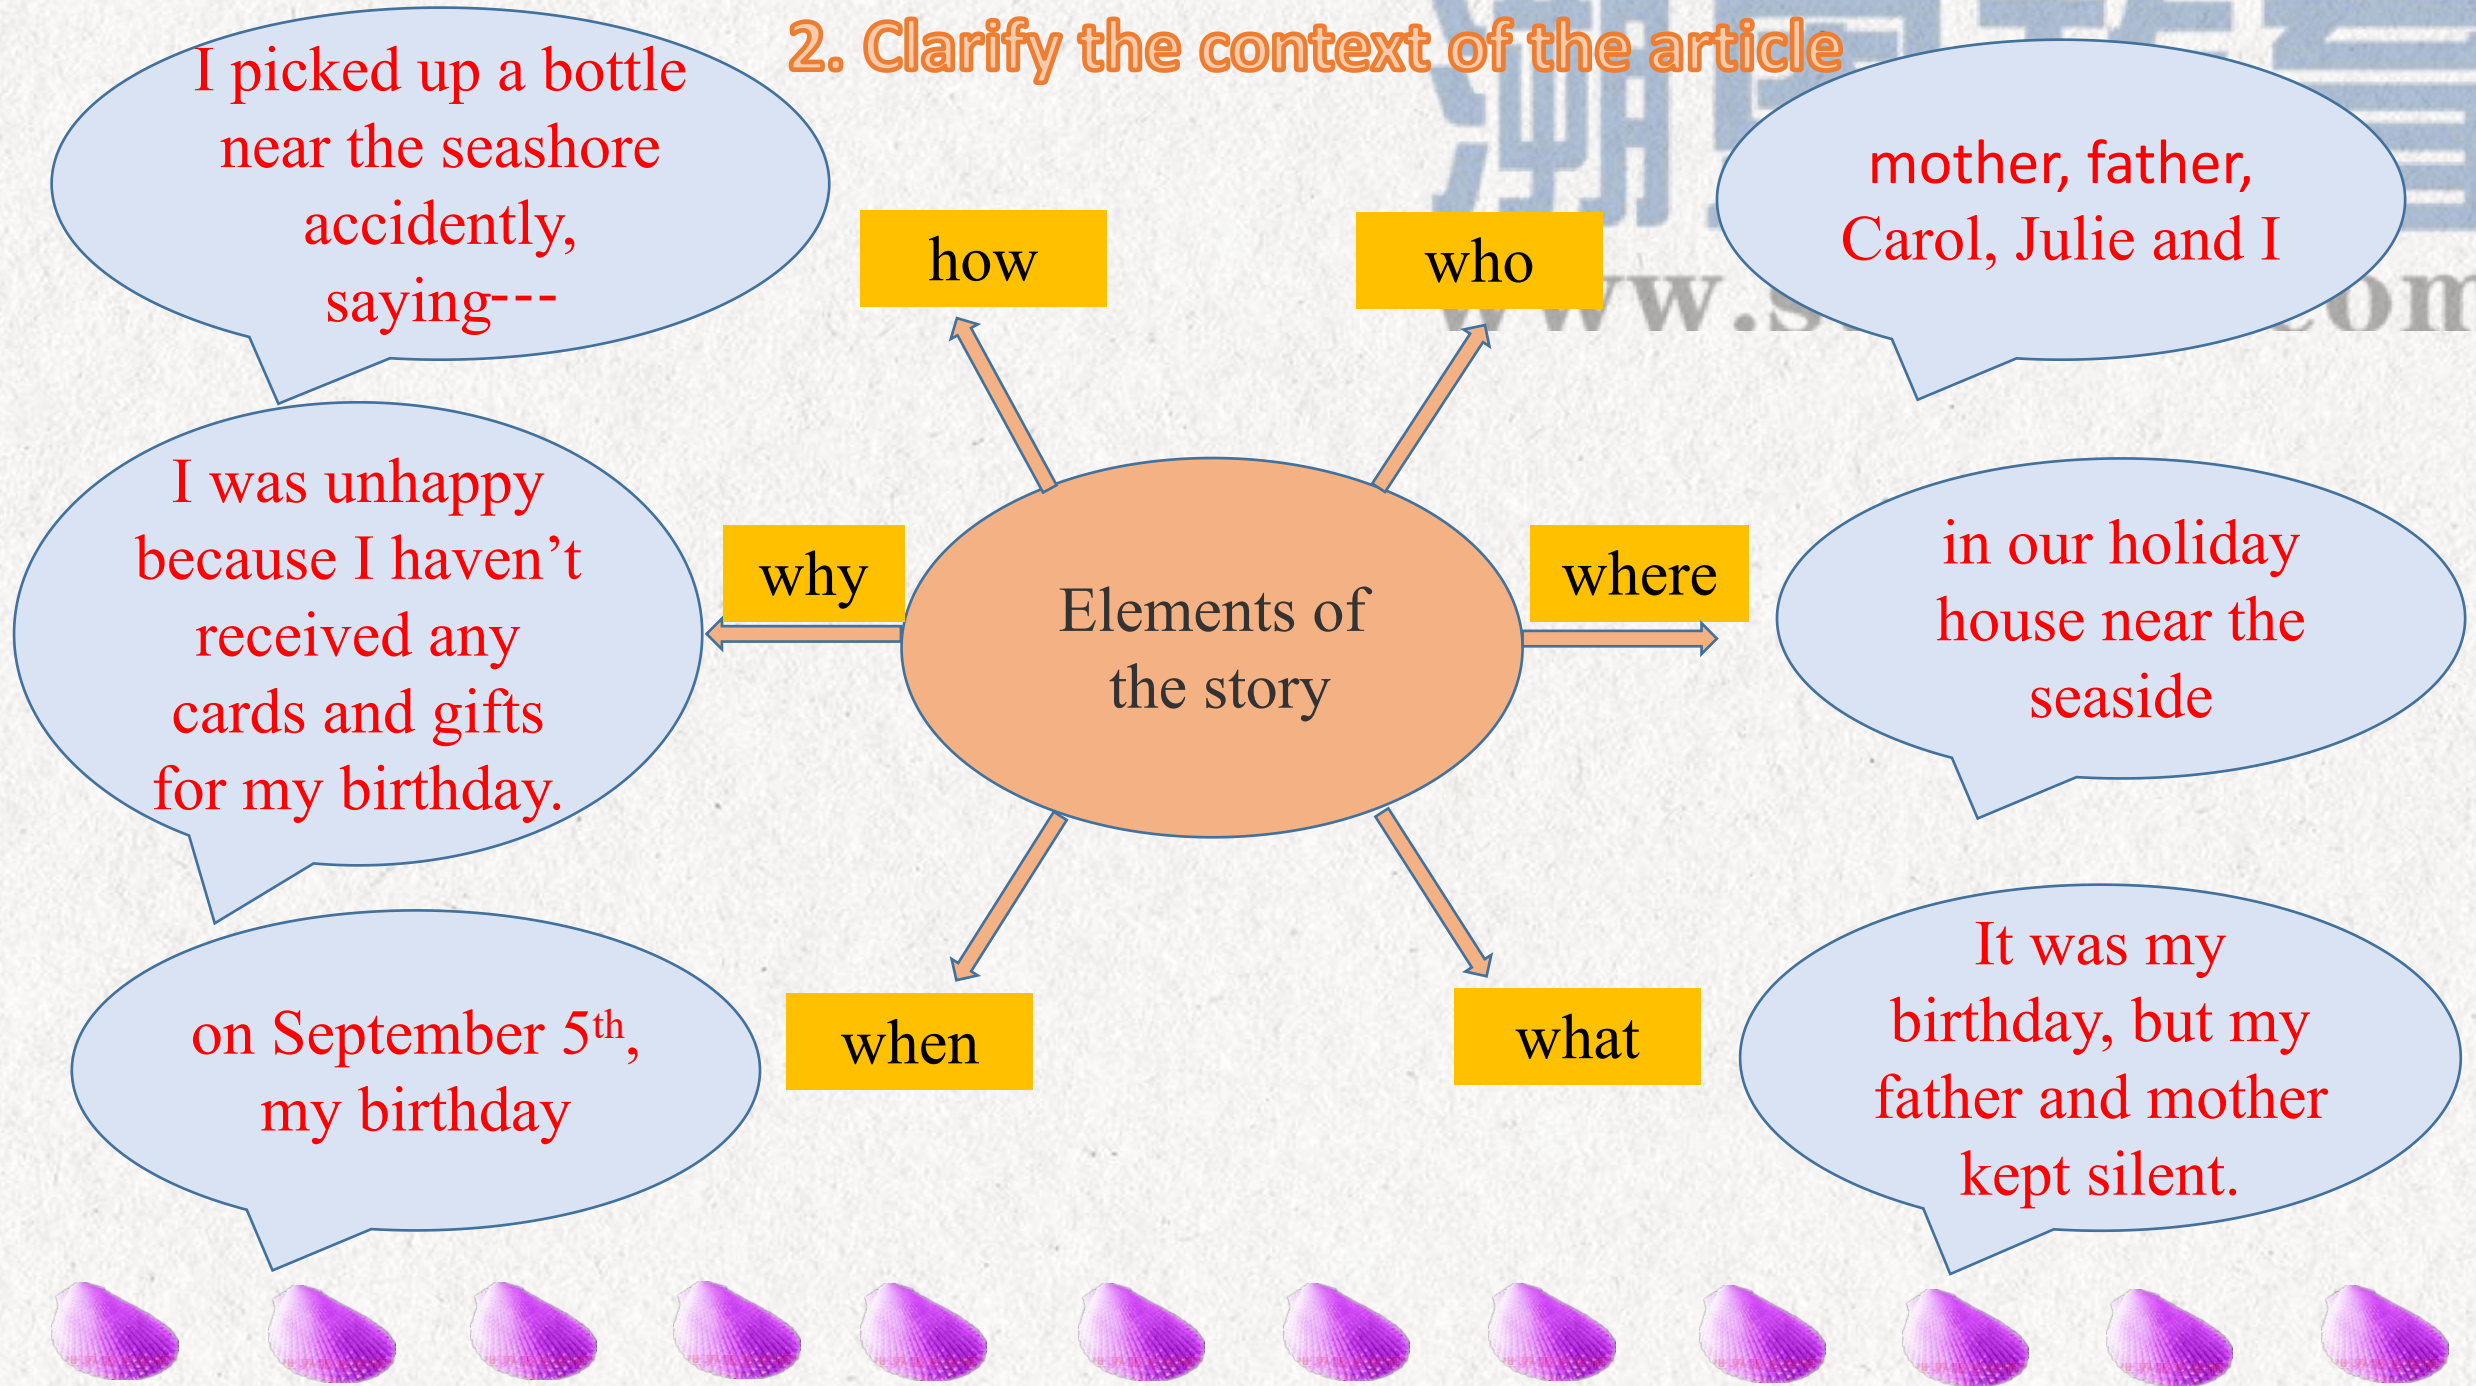 2. Clarify the context of the article
I picked up a bottle
near the seashore
accidently,
saying---
how
who
mother, father,
Carol, Julie and I
I was unhappy
because I haven't
received any
cards and gifts
for my birthday.
why
Elements of
the story
where
in our holiday
house near the
seaside
on September 5th,
my birthday
when
what
It was my
birthday, but my
father and mother
kept silent.